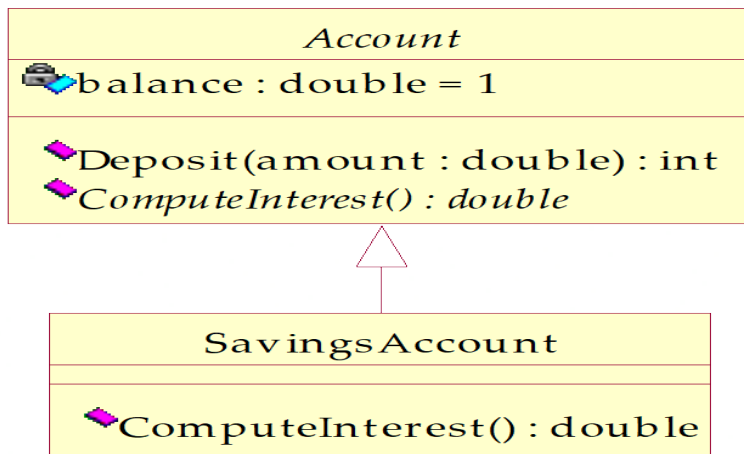 Account
balance : double = 1
Deposit(amount : double) : int
ComputeInterest() : double
SavingsAccount
ComputeInterest() : double